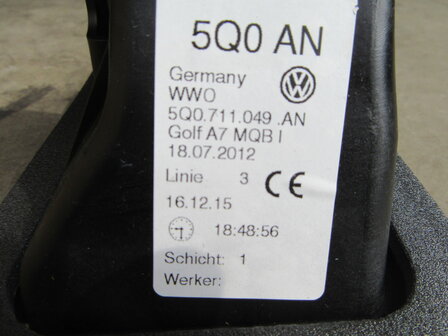 5Q0 AN
Germany
WWO
5Q0.711.049 .AN
Golf A7 MQB I
18.07.2012
Linie 3 CE
16.12.15
18:48:56
Schicht: 1
Werker: